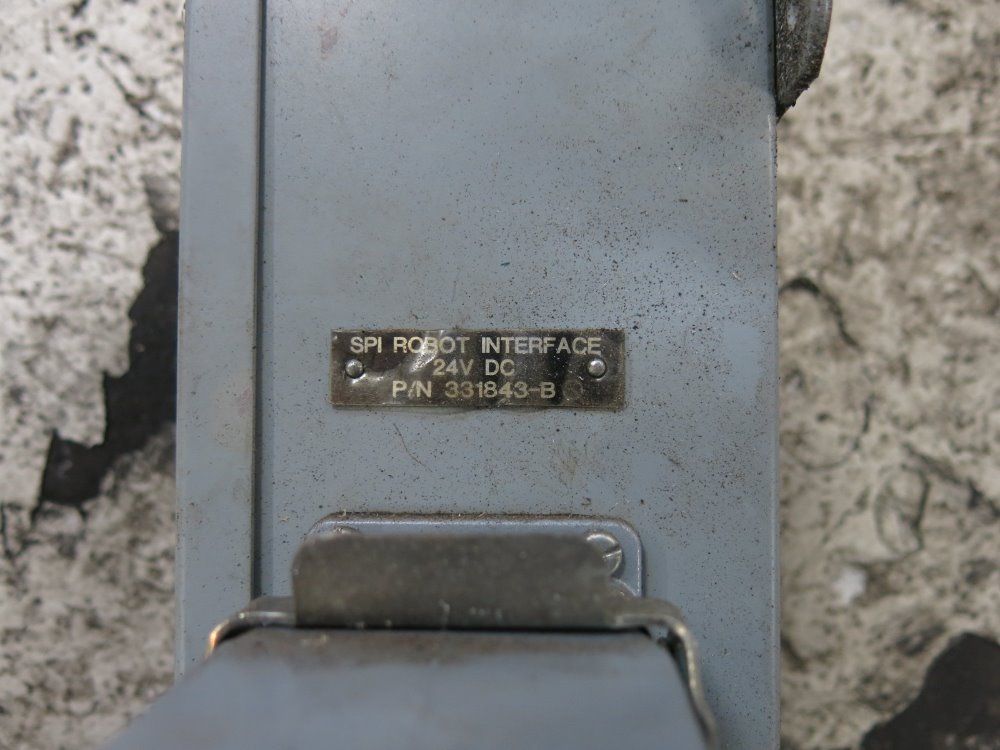 SPI ROBOT INTERFACE
24V DC
P/N 331843-B